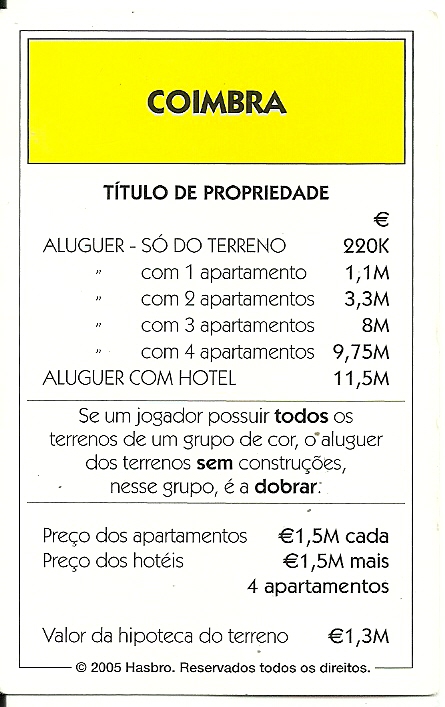 COIMBRA
TÍTULO DE PROPRIEDADE
€
ALUGUER - SÓ DO TERRENO 220K
" com 1 apartamento 1,1M
" com 2 apartamentos 3,3M
" com 3 apartamentos 8M
" com 4 apartamentos 9,75M
ALUGUER COM HOTEL 11,5M
Se um jogador possuir todos os
terrenos de um grupo de cor, o aluguer
dos terrenos sem construções,
nesse grupo, é a dobrar.
Preço dos apartamentos €1,5M cada
Preço dos hotéis €1,5M mais
4 apartamentos
Valor da hipoteca do terreno €1,3M
© 2005 Hasbro. Reservados todos os direitos.